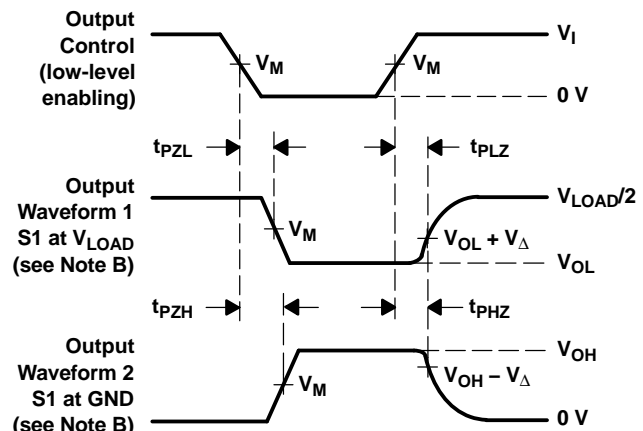 Output
Control
(low-level
enabling)
V_M
V_M
V_I
0 V
t_PZL
t_PLZ
Output
Waveform 1
S1 at V_LOAD
(see Note B)
V_M
V_LOAD/2
V_OL + V_Δ
V_OL
t_PZH
t_PHZ
Output
Waveform 2
S1 at GND
(see Note B)
V_M
V_OH
V_OH − V_Δ
0 V